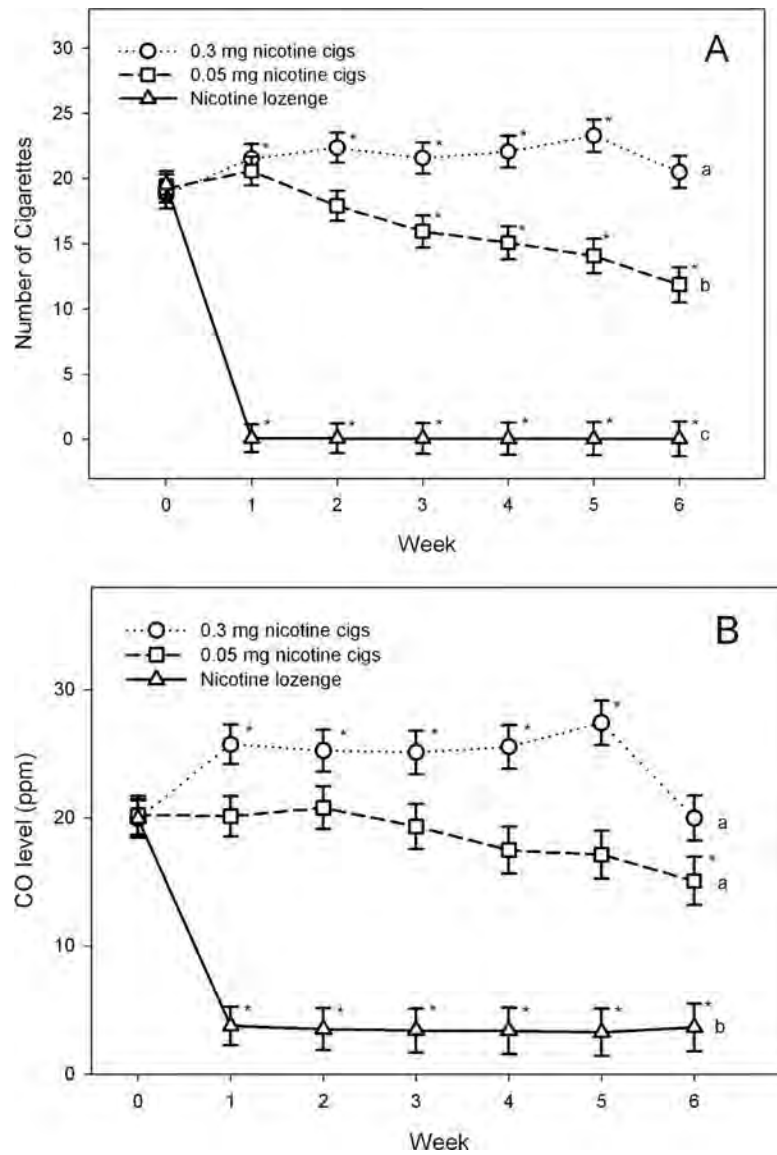 A
0.3 mg nicotine cigs
0.05 mg nicotine cigs
Nicotine lozenge
30
25
20
15
10
5
0
Number of Cigarettes
* * * * *
a
* * * *
b
* * * * * *
c
0 1 2 3 4 5 6
Week
B
0.3 mg nicotine cigs
0.05 mg nicotine cigs
Nicotine lozenge
30
20
10
0
CO level (ppm)
* * * * *
a
*
a
* * * * * *
b
0 1 2 3 4 5 6
Week